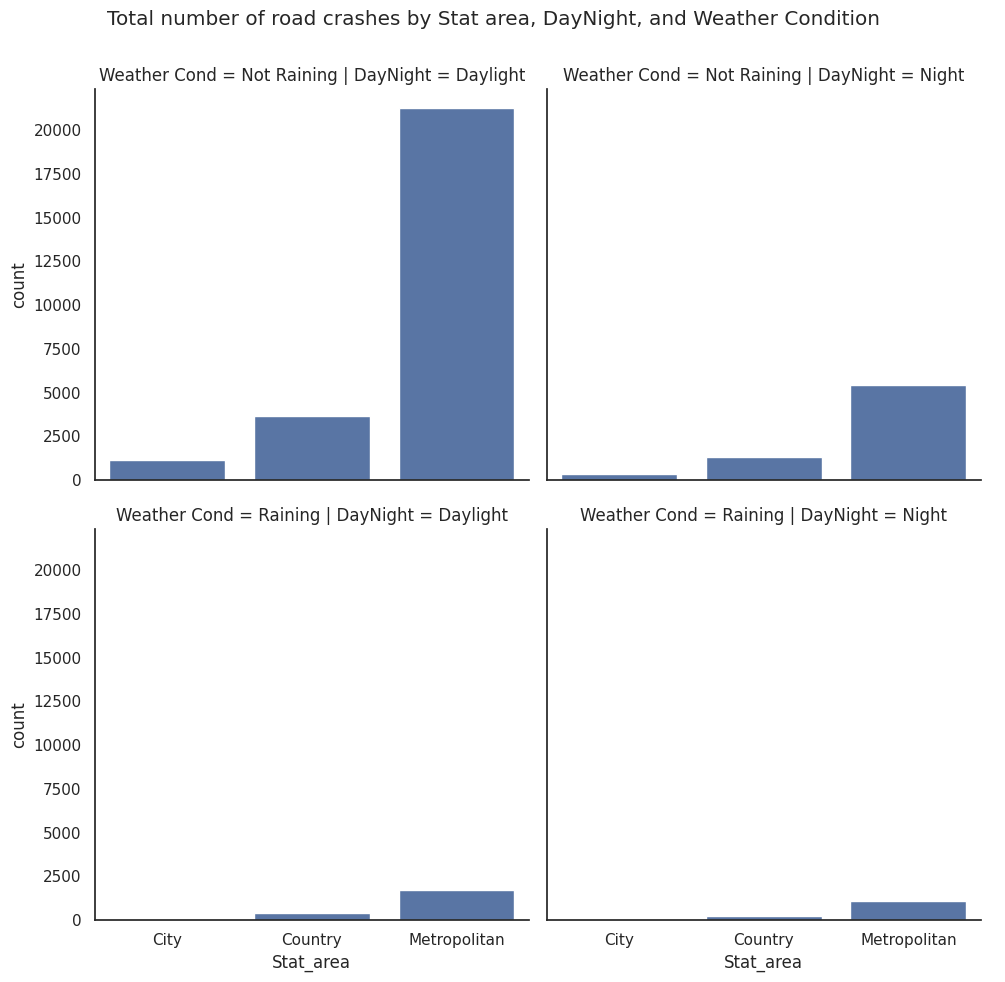 Total number of road crashes by Stat area, DayNight, and Weather Condition
Weather Cond = Not Raining | DayNight = Daylight
Weather Cond = Not Raining | DayNight = Night
20000
17500
15000
12500
10000
7500
5000
2500
0
count
Weather Cond = Raining | DayNight = Daylight
Weather Cond = Raining | DayNight = Night
20000
17500
15000
12500
10000
7500
5000
2500
0
count
City Country Metropolitan
Stat_area
City Country Metropolitan
Stat_area